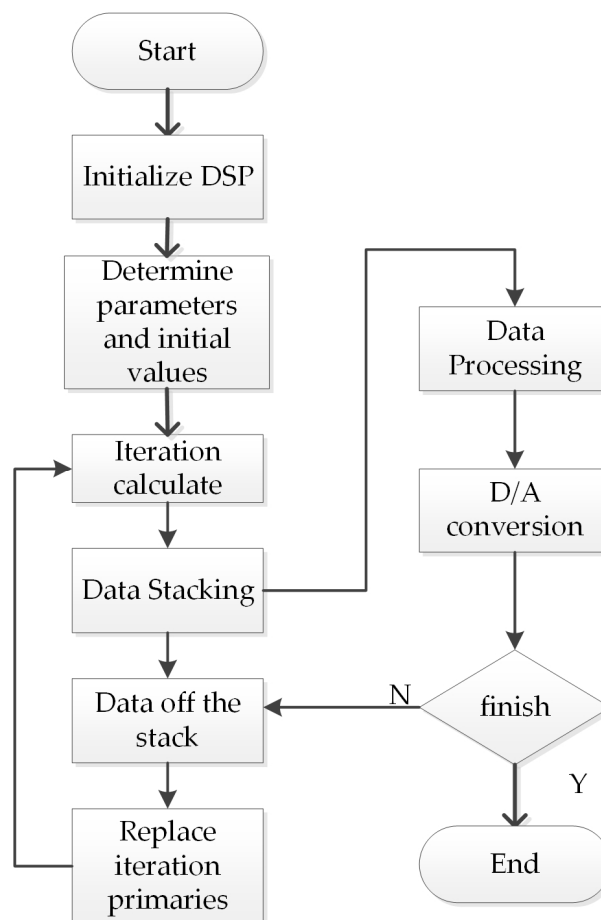 Start
Initialize DSP
Determine
parameters
and initial
values
Iteration
calculate
Data Stacking
Data off the
stack
Replace
iteration
primaries
Data
Processing
D/A
conversion
finish
N
Y
End